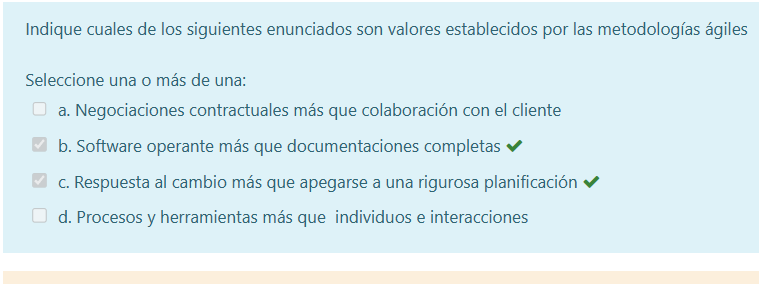 Indique cuales de los siguientes enunciados son valores establecidos por las metodologías ágiles
Seleccione una o más de una:
a. Negociaciones contractuales más que colaboración con el cliente
b. Software operante más que documentaciones completas
c. Respuesta al cambio más que apegarse a una rigurosa planificación
d. Procesos y herramientas más que individuos e interacciones